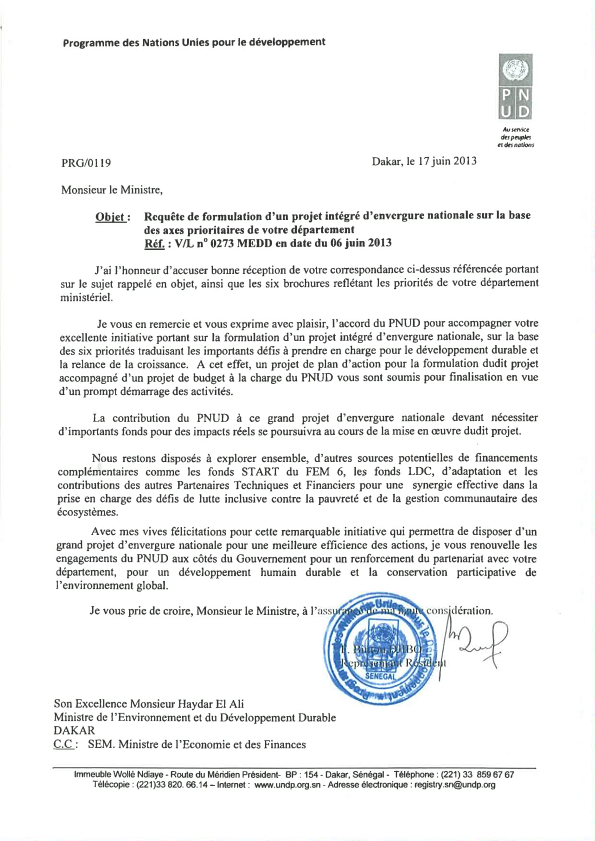 Programme des Nations Unies pour le développement
P N
U D
Au service
des peuples
et des nations
PRG/0119
Dakar, le 17 juin 2013
Monsieur le Ministre,
Objet : Requête de formulation d'un projet intégré d'envergure nationale sur la base
des axes prioritaires de votre département
Réf. : V/L n° 0273 MEDD en date du 06 juin 2013
J'ai l'honneur d'accuser bonne réception de votre correspondance ci-dessus référencée portant
sur le sujet rappelé en objet, ainsi que les six brochures reflétant les priorités de votre département
ministériel.
Je vous en remercie et vous exprime avec plaisir, l'accord du PNUD pour accompagner votre
excellente initiative portant sur la formulation d'un projet intégré d'envergure nationale, sur la base
des six priorités traduisant les importants défis à prendre en charge pour le développement durable et
la relance de la croissance. A cet effet, un projet de plan d'action pour la formulation dudit projet
accompagné d'un projet de budget à la charge du PNUD vous sont soumis pour finalisation en vue
d'un prompt démarrage des activités.
La contribution du PNUD à ce grand projet d'envergure nationale devant nécessiter
d'importants fonds pour des impacts réels se poursuivra au cours de la mise en œuvre dudit projet.
Nous restons disposés à explorer ensemble, d'autres sources potentielles de financements
complémentaires comme les fonds START du FEM 6, les fonds LDC, d'adaptation et les
contributions des autres Partenaires Techniques et Financiers pour une synergie effective dans la
prise en charge des défis de lutte inclusive contre la pauvreté et de la gestion communautaire des
écosystèmes.
Avec mes vives félicitations pour cette remarquable initiative qui permettra de disposer d'un
grand projet d'envergure nationale pour une meilleure efficience des actions, je vous renouvelle les
engagements du PNUD aux côtés du Gouvernement pour un renforcement du partenariat avec votre
département, pour un développement humain durable et la conservation participative de
l'environnement global.
Je vous prie de croire, Monsieur le Ministre, à l'assurance de ma haute considération.
Représentant Résident
SENEGAL
Son Excellence Monsieur Haydar El Ali
Ministre de l'Environnement et du Développement Durable
DAKAR
C.C : SEM. Ministre de l'Economie et des Finances
Immeuble Wollé Ndiaye - Route du Méridien Président- BP : 154 - Dakar, Sénégal - Téléphone : (221) 33 859 67 67
Télécopie : (221)33 820. 66.14 – Internet : www.undp.org.sn - Adresse électronique : registry.sn@undp.org